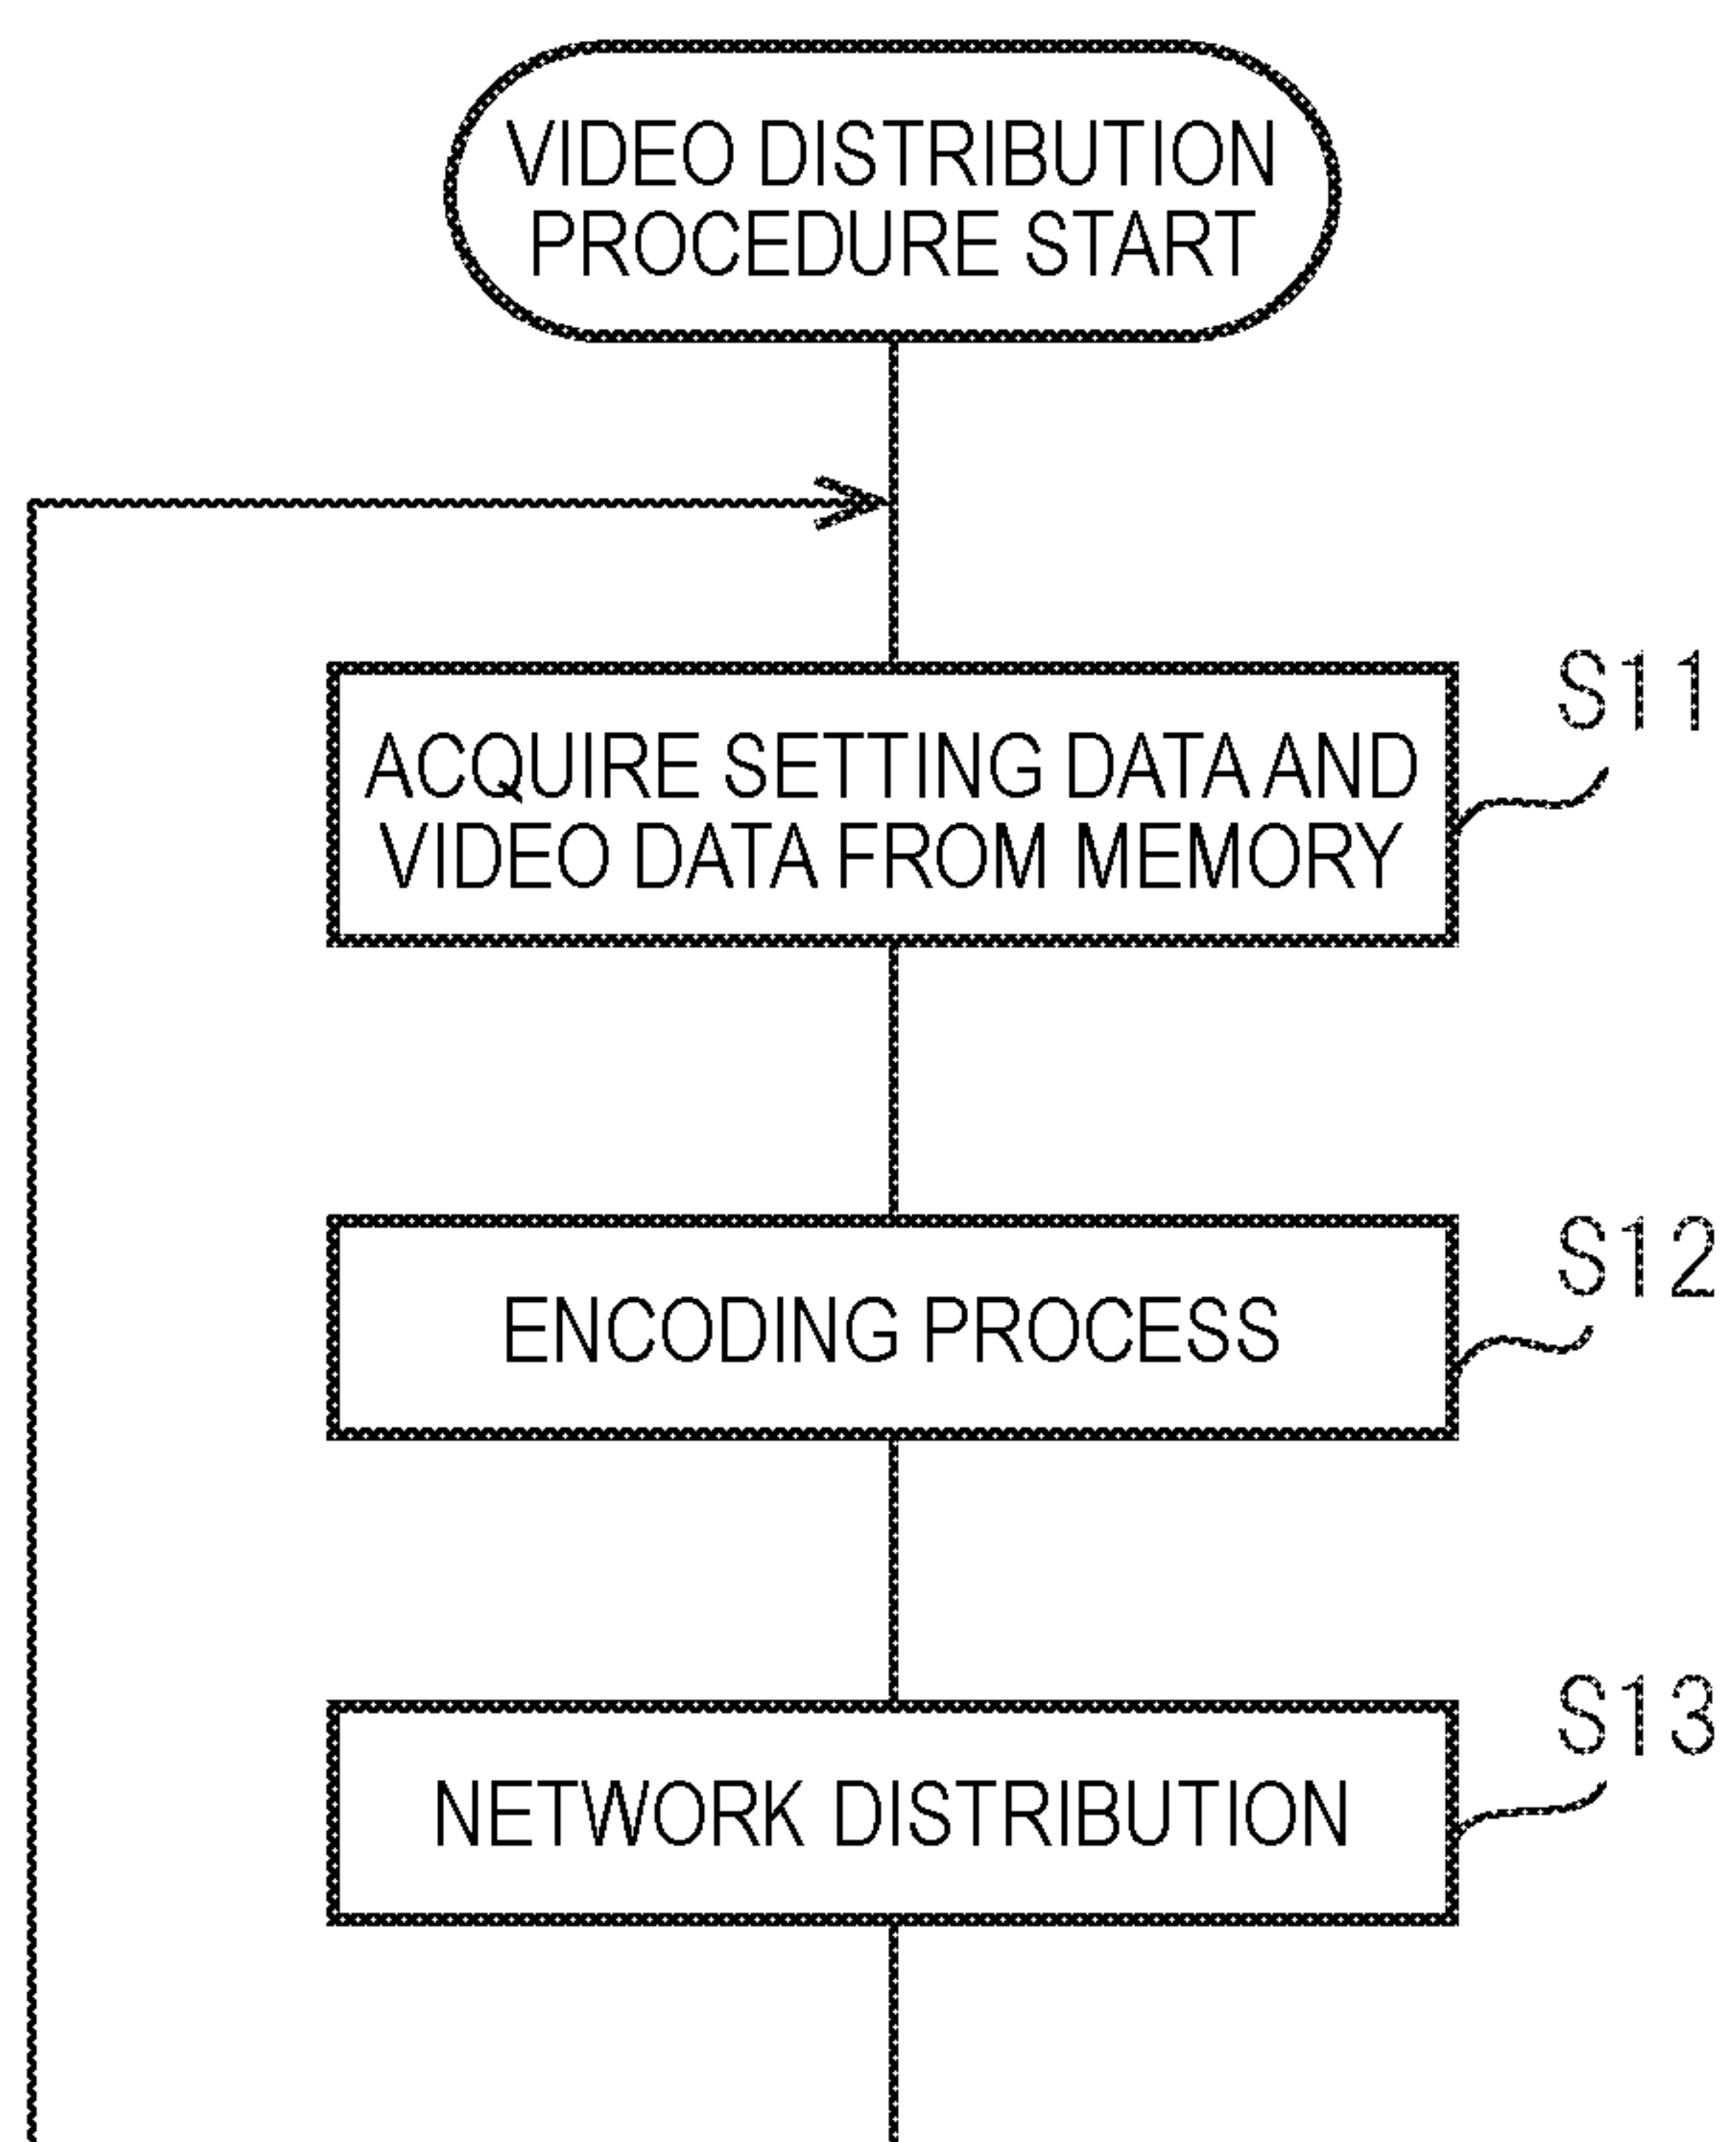 VIDEO DISTRIBUTION
PROCEDURE START
S11
ACQUIRE SETTING DATA AND
VIDEO DATA FROM MEMORY
S12
ENCODING PROCESS
S13
NETWORK DISTRIBUTION